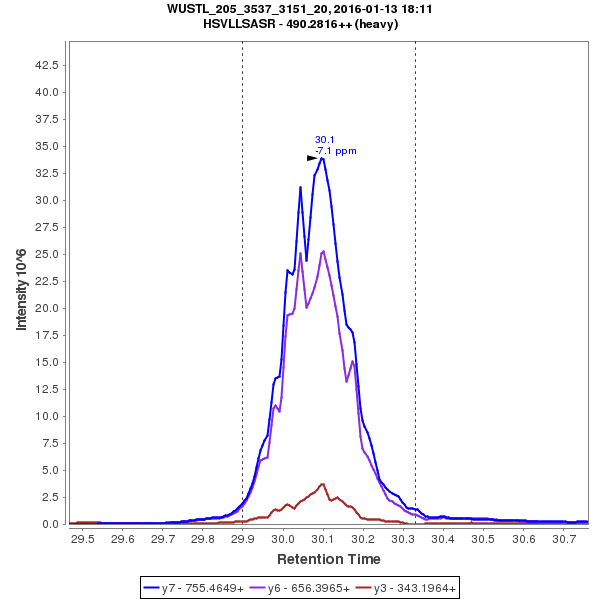 WUSTL_205_3537_3151_20, 2016-01-13 18:11
HSVLLSASR - 490.2816++ (heavy)
42.5
40.0
37.5
35.0
32.5
30.0
27.5
25.0
22.5
20.0
17.5
15.0
12.5
10.0
7.5
5.0
2.5
0.0
Intensity 10^6
30.1
-7.1 ppm
29.5 29.6 29.7 29.8 29.9 30.0 30.1 30.2 30.3 30.4 30.5 30.6 30.7
Retention Time
y7 - 755.4649+ y6 - 656.3965+ y3 - 343.1964+